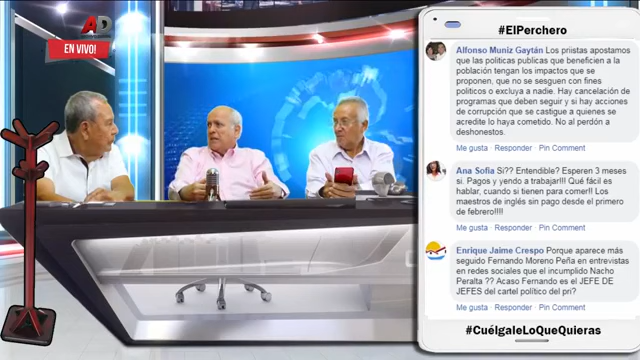 AD
EN VIVO!
#ElPerchero
Alfonso Muniz Gaytán Los priistas apostamos
que las politicas publicas que beneficien a la
población tengan los impactos que se
proponen, que no se sesguen con fines
politicos o excluya a nadie. Hay cancelación de
programas que deben seguir y si hay acciones
de corrupción que se castigue a quienes se
acredite lo haya cometido. No al perdón a
deshonestos.
Me gusta · Responder · Pin Comment
Ana Sofia Si?? Entendible? Esperen 3 meses
si. Pagos y yendo a trabajar!!! Qué fácil es
hablar, cuando si tienen para comer!! Los
maestros de inglés sin pago desde el primero
de febrero!!!!
Me gusta · Responder · Pin Comment
Enrique Jaime Crespo Porque aparece más
seguido Fernando Moreno Peña en entrevistas
en redes sociales que el incumplido Nacho
Peralta ?? Acaso Fernando es el JEFE DE
JEFES del cartel político del pri?
Me gusta · Responder · Pin Comment
#CuélgaleLoQueQuieras